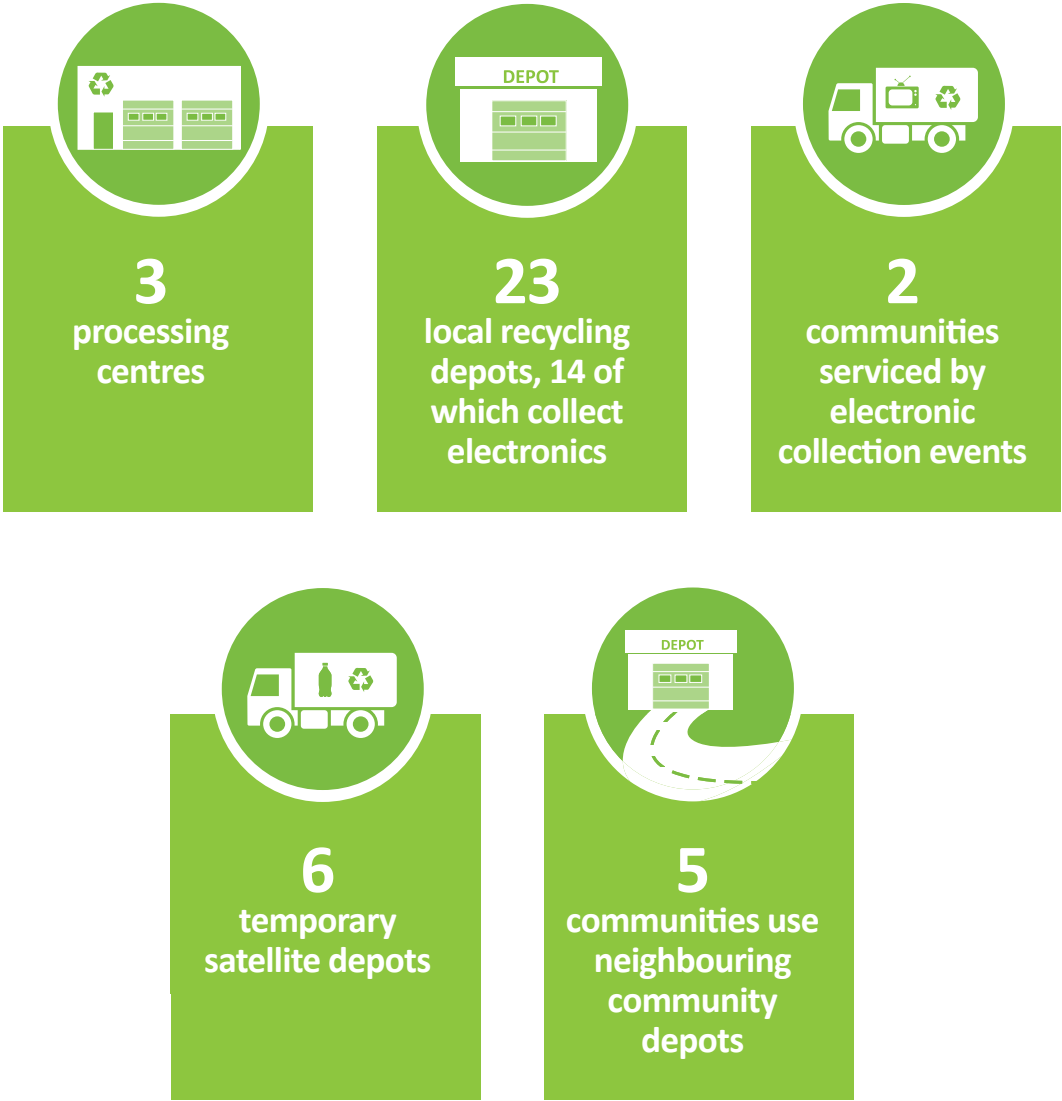 3
processing
centres
DEPOT
23
local recycling
depots, 14 of
which collect
electronics
2
communities
serviced by
electronic
collection events
6
temporary
satellite depots
DEPOT
5
communities use
neighbouring
community
depots